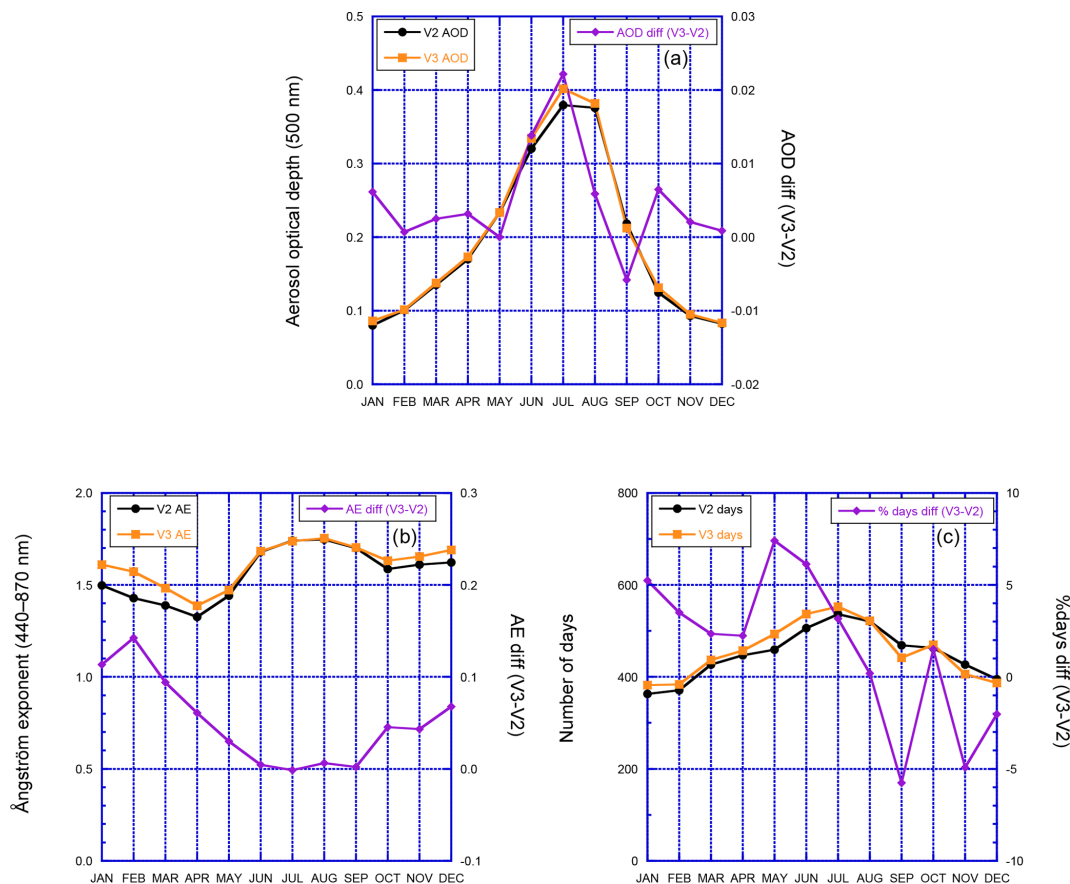 0.5
0.4
0.3
0.2
0.1
0.0
Aerosol optical depth (500 nm)
V2 AOD
V3 AOD
AOD diff (V3-V2)
(a)
0.03
0.02
0.01
0.00
-0.01
-0.02
AOD diff (V3-V2)
JAN FEB MAR APR MAY JUN JUL AUG SEP OCT NOV DEC
2.0
1.5
1.0
0.5
0.0
Ångström exponent (440–870 nm)
V2 AE
V3 AE
AE diff (V3-V2)
(b)
0.3
0.2
0.1
0.0
-0.1
AE diff (V3-V2)
JAN FEB MAR APR MAY JUN JUL AUG SEP OCT NOV DEC
800
600
400
200
0
Number of days
V2 days
V3 days
% days diff (V3-V2)
(c)
10
5
0
-5
-10
%days diff (V3-V2)
JAN FEB MAR APR MAY JUN JUL AUG SEP OCT NOV DEC